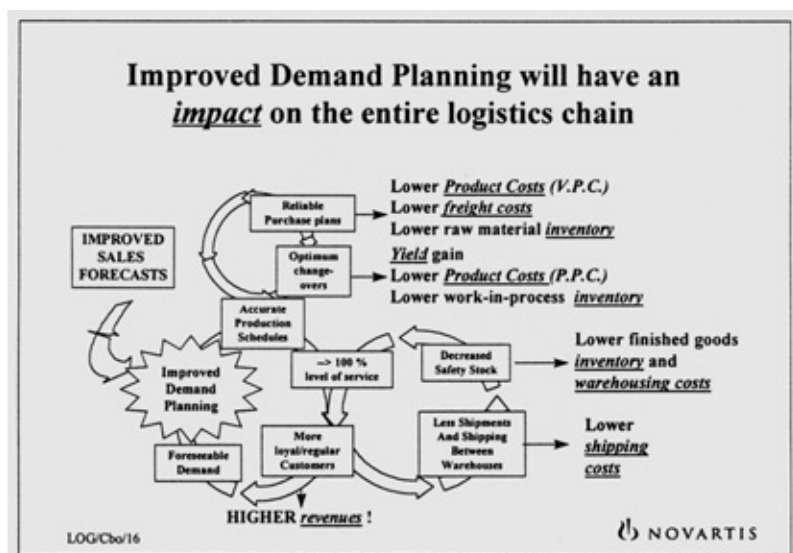 Improved Demand Planning will have an
impact on the entire logistics chain
Reliable
Purchase plans
Lower Product Costs (V.P.C.)
Lower freight costs
Lower raw material inventory
IMPROVED
SALES
FORECASTS
Optimum
change-
overs
Yield gain
Lower Product Costs (P.P.C.)
Lower work-in-process inventory
Accurate
Production
Schedules
Improved
Demand
Planning
--> 100 %
level of service
Decreased
Safety Stock
Lower finished goods
inventory and
warehousing costs
Foreseeable
Demand
More
loyal/regular
Customers
Less Shipments
And Shipping
Between
Warehouses
Lower
shipping
costs
HIGHER revenues !
LOG/Cbo/16
NOVARTIS